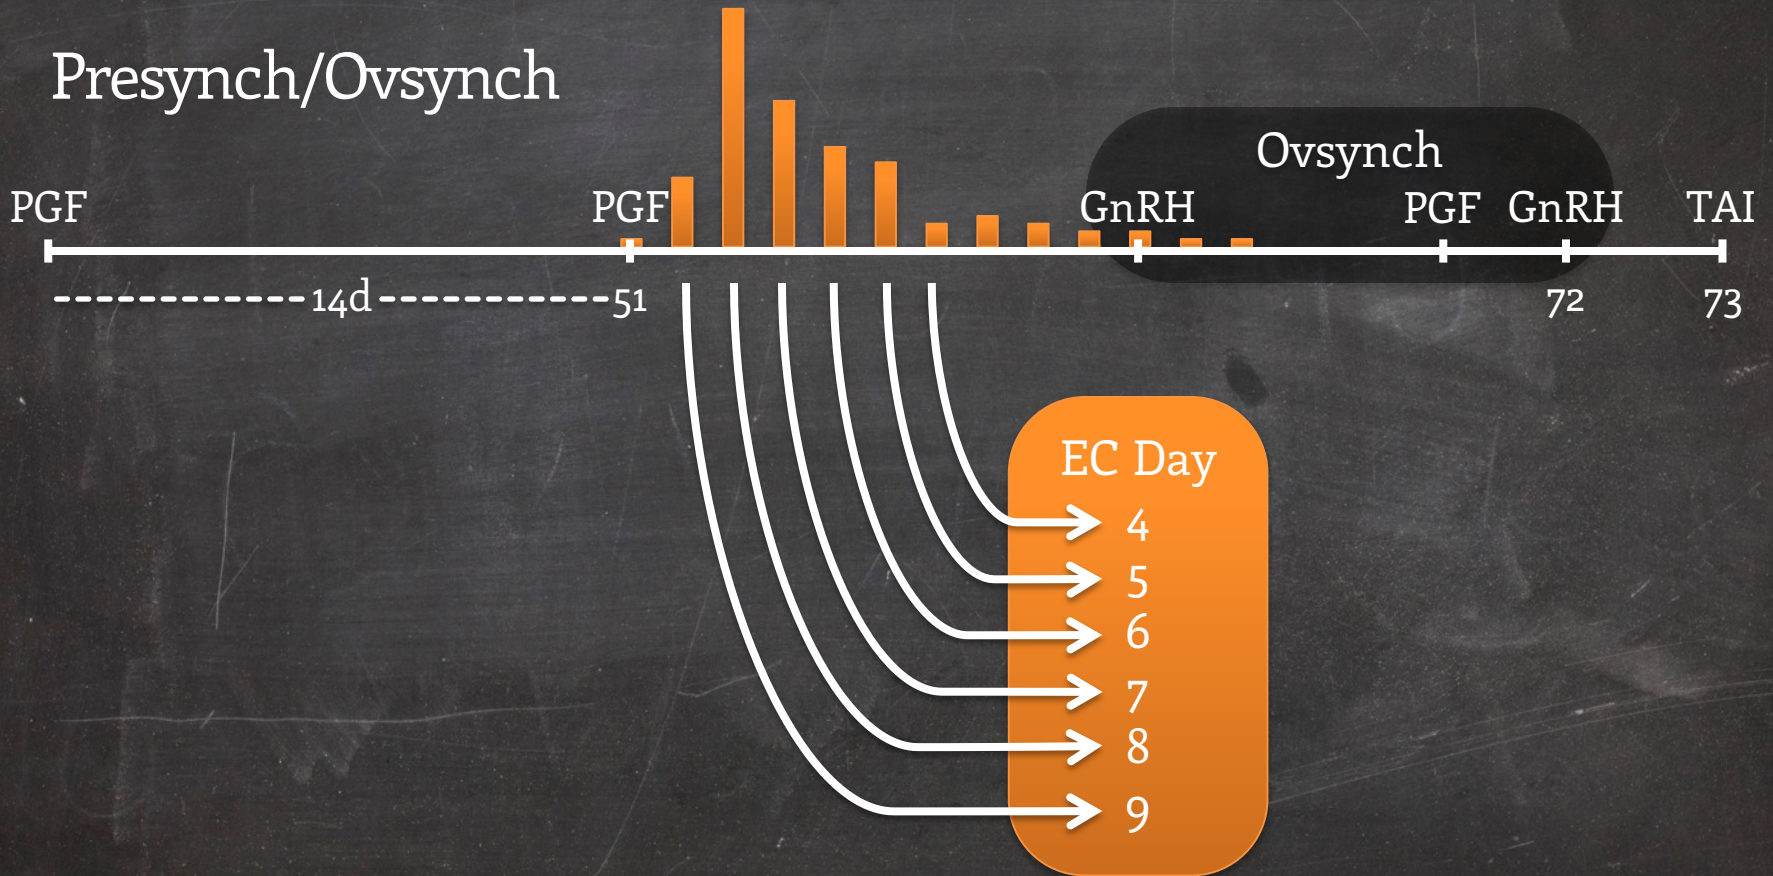 Presynch/Ovsynch
Ovsynch
PGF PGF GnRH PGF GnRH TAI
14d 51 72 73
EC Day
4
5
6
7
8
9